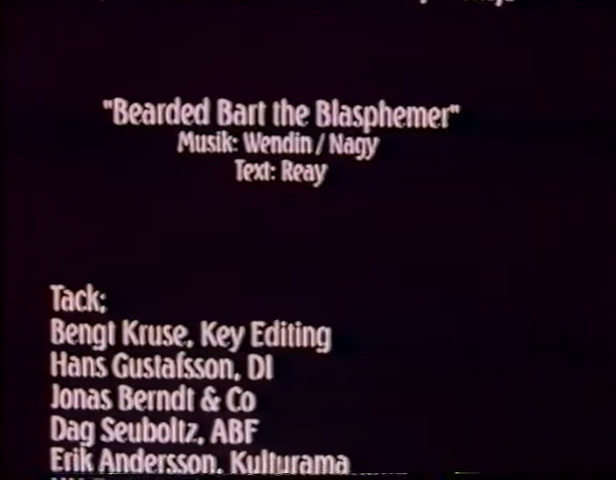 "Bearded Bart the Blasphemer"
Musik: Wendin / Nagy
Text: Reay
Tack;
Bengt Kruse, Key Editing
Hans Gustafsson, DI
Jonas Berndt & Co
Dag Seuboltz, ABF
Erik Andersson, Kulturama